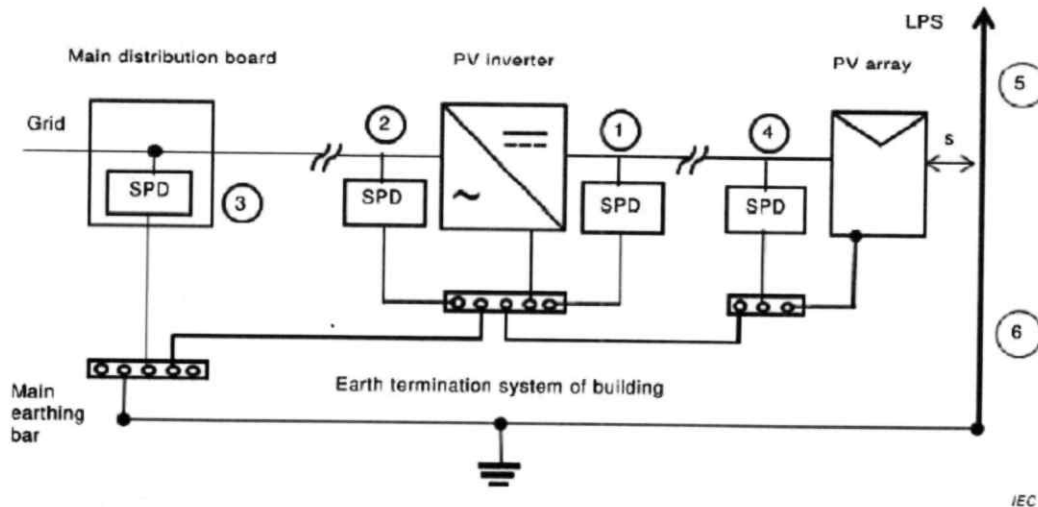 LPS
Main distribution board
PV inverter
PV array
5
Grid
2
1
4
s
SPD
3
SPD
~
SPD
SPD
6
Main
earthing
bar
Earth termination system of building
IEC